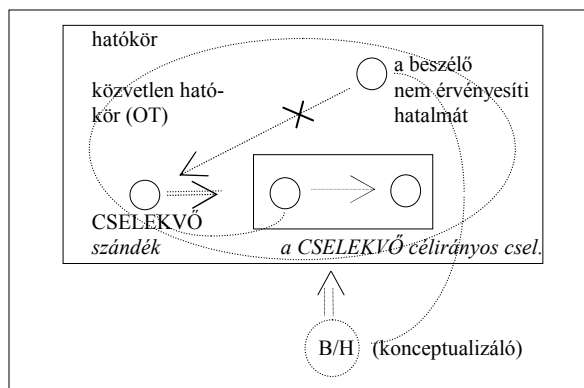 hatókör
közvetlen ható-
kör (OT)
a beszélő
nem érvényesíti
hatalmát
CSELEKVŐ
szándék
a CSELEKVŐ célirányos csel.
B/H (konceptualizáló)